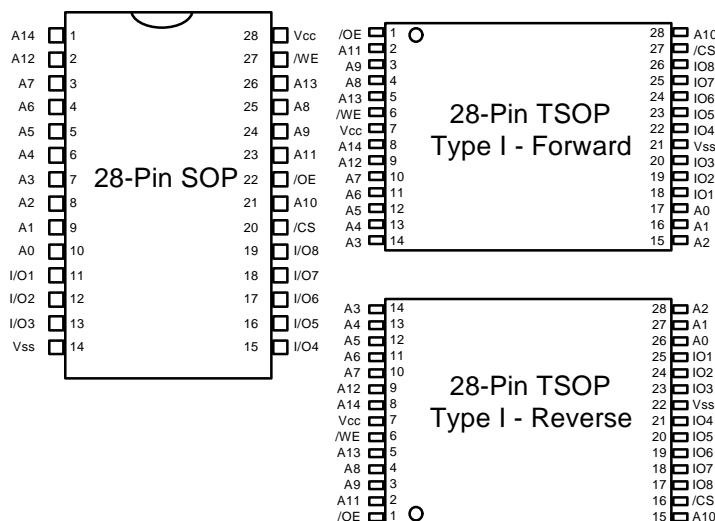 A14 1 28 Vcc
A12 2 27 /WE
A7 3 26 A13
A6 4 25 A8
A5 5 24 A9
A4 6 23 A11
A3 7 28-Pin SOP 22 /OE
A2 8 21 A10
A1 9 20 /CS
A0 10 19 I/O8
I/O1 11 18 I/O7
I/O2 12 17 I/O6
I/O3 13 16 I/O5
Vss 14 15 I/O4
/OE 1 28 A10
A11 2 27 /CS
A9 3 26 IO8
A8 4 25 IO7
A13 5 24 IO6
/WE 6 23 IO5
Vcc 7 22 IO4
A14 8 21 Vss
A12 9 20 IO3
A7 10 19 IO2
A6 11 18 IO1
A5 12 17 A0
A4 13 16 A1
A3 14 15 A2
28-Pin TSOP
Type I - Forward
A3 14 28 A2
A4 13 27 A1
A5 12 26 A0
A6 11 25 IO1
A7 10 24 IO2
A12 9 23 IO3
A14 8 22 Vss
Vcc 7 21 IO4
/WE 6 20 IO5
A13 5 19 IO6
A8 4 18 IO7
A9 3 17 IO8
A11 2 16 /CS
/OE 1 15 A10
28-Pin TSOP
Type I - Reverse